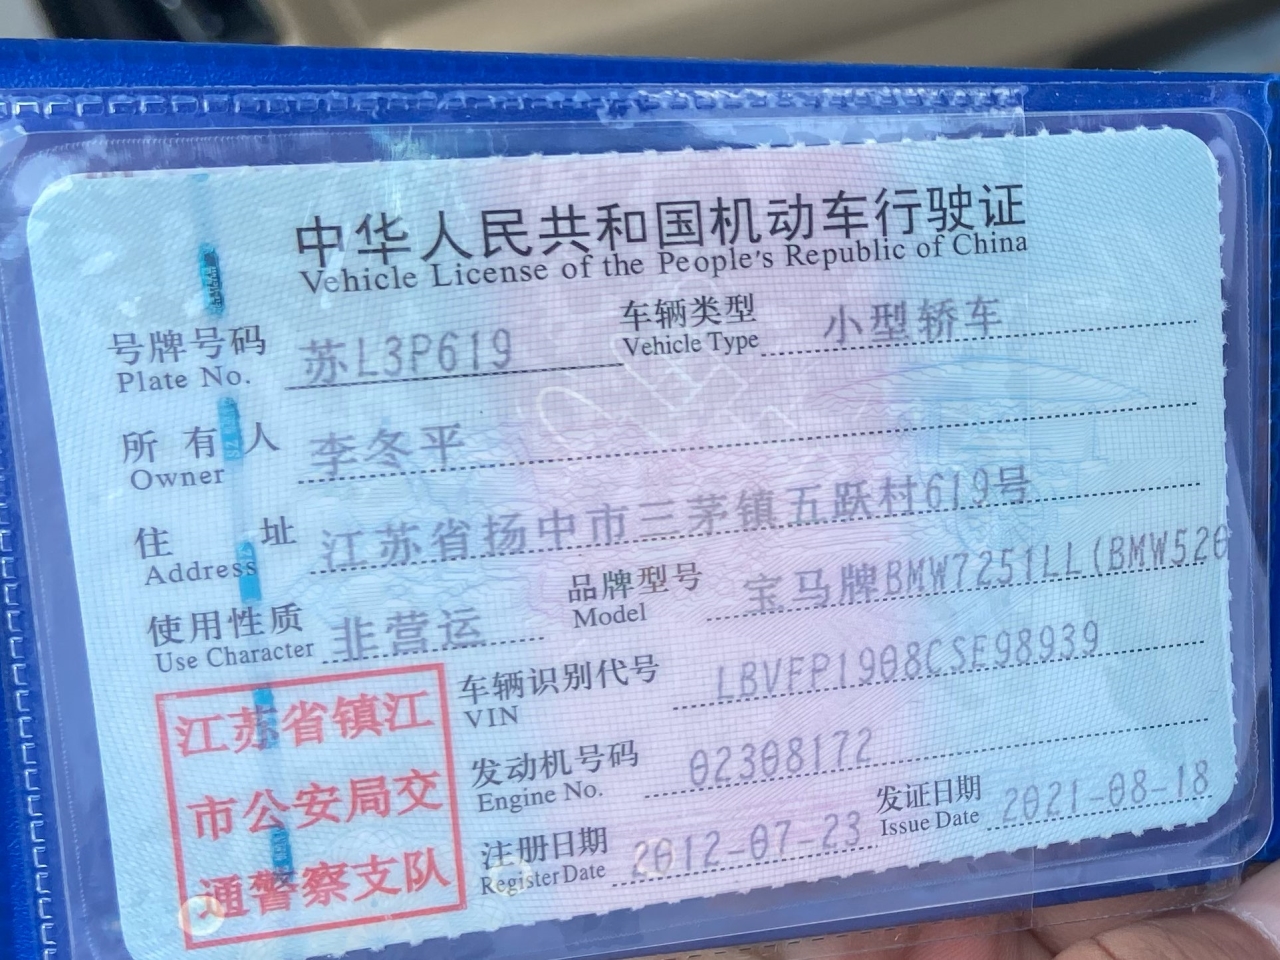 中华人民共和国机动车行驶证
Vehicle License of the People's Republic of China
号牌号码 苏L3P619 车辆类型 小型轿车
Plate No. Vehicle Type
所有人 李冬平
Owner
住址 江苏省扬中市三茅镇五跃村619号
Address
使用性质 非营运 品牌型号 宝马牌BMW7251LL(BMW520
Use Character Model
车辆识别代号 LBVFP1908CSE98939
VIN
发动机号码 02308172
Engine No.
注册日期 2012-07-23 发证日期 2021-08-18
Register Date Issue Date
江苏省镇江
市公安局交
通警察支队